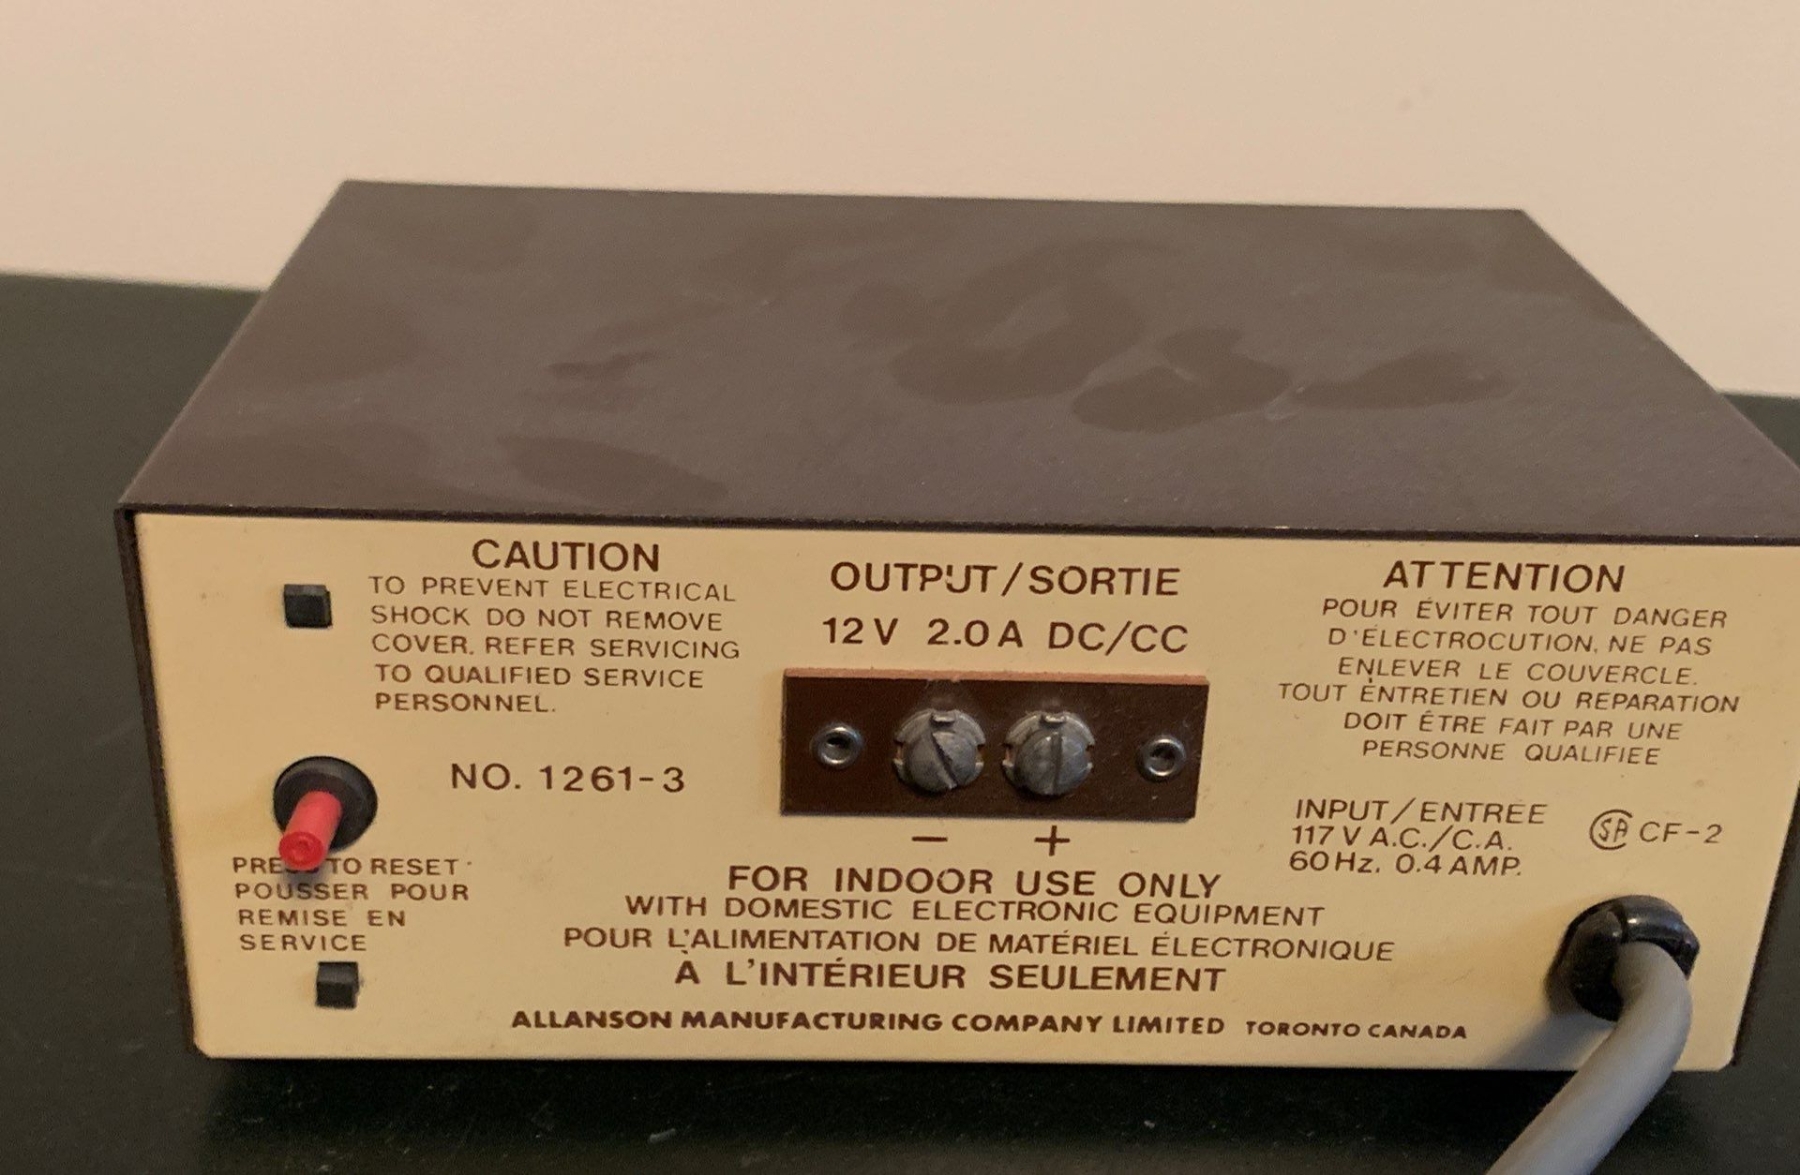 CAUTION
TO PREVENT ELECTRICAL
SHOCK DO NOT REMOVE
COVER. REFER SERVICING
TO QUALIFIED SERVICE
PERSONNEL.
NO. 1261-3
PRESS TO RESET
POUSSER POUR
REMISE EN
SERVICE
OUTPUT/SORTIE
12V 2.0A DC/CC
- +
FOR INDOOR USE ONLY
WITH DOMESTIC ELECTRONIC EQUIPMENT
POUR L'ALIMENTATION DE MATÉRIEL ÉLECTRONIQUE
À L'INTÉRIEUR SEULEMENT
ALLANSON MANUFACTURING COMPANY LIMITED TORONTO CANADA
ATTENTION
POUR ÉVITER TOUT DANGER
D'ÉLECTROCUTION, NE PAS
ENLEVER LE COUVERCLE.
TOUT ENTRETIEN OU REPARATION
DOIT ÊTRE FAIT PAR UNE
PERSONNE QUALIFIEE
INPUT/ENTRÉE
117 V A.C./C.A.
60Hz. 0.4 AMP.
SA CF-2